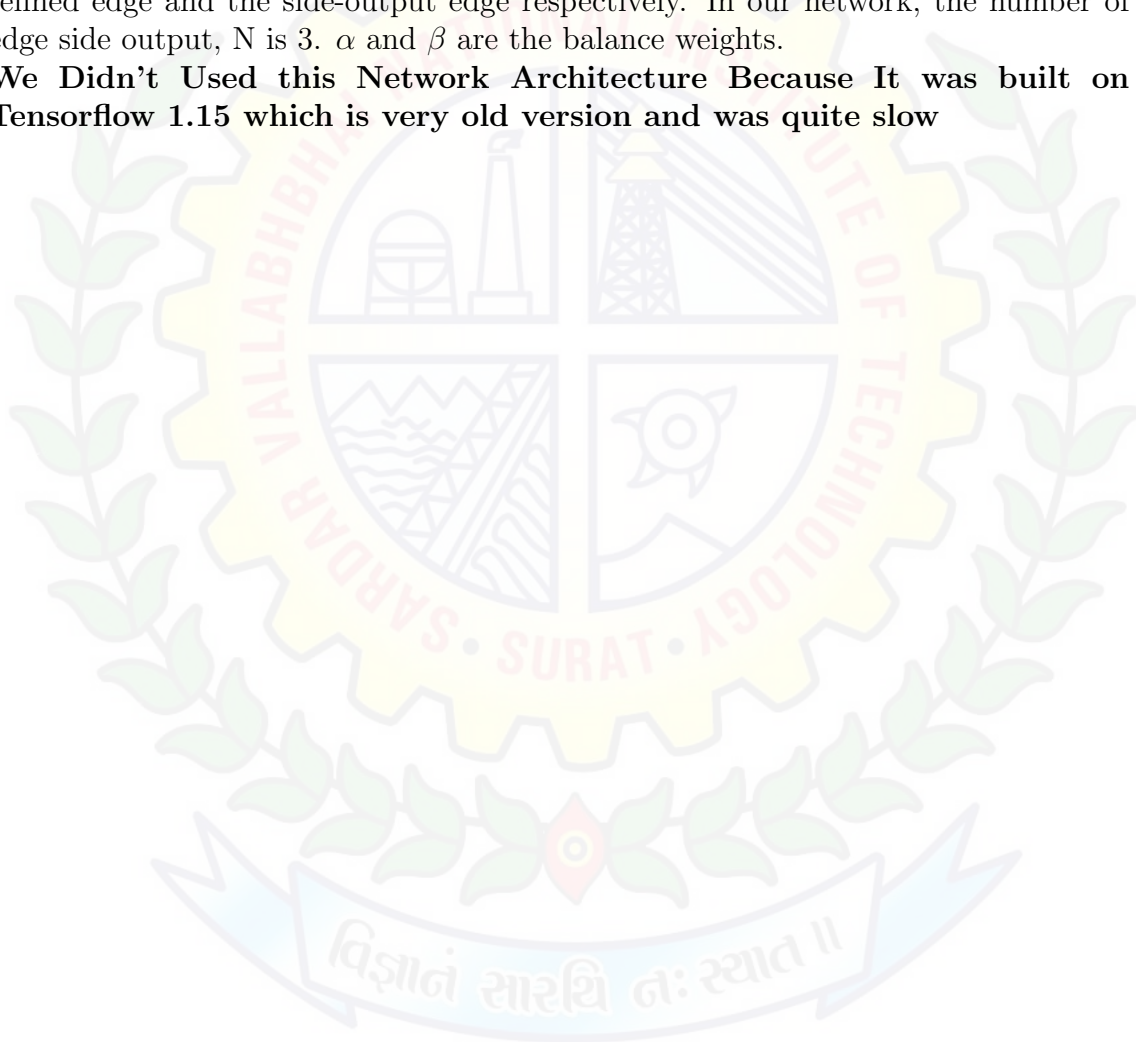 refined edge and the side-output edge respectively. In our network, the number of
edge side output, N is 3. α and β are the balance weights.
We Didn't Used this Network Architecture Because It was built on
Tensorflow 1.15 which is very old version and was quite slow
SARDAR VALLABHBHAI NATIONAL INSTITUTE OF TECHNOLOGY
• SURAT •
વિજ્ઞાનં સારથિ નઃ સ્યાત ॥